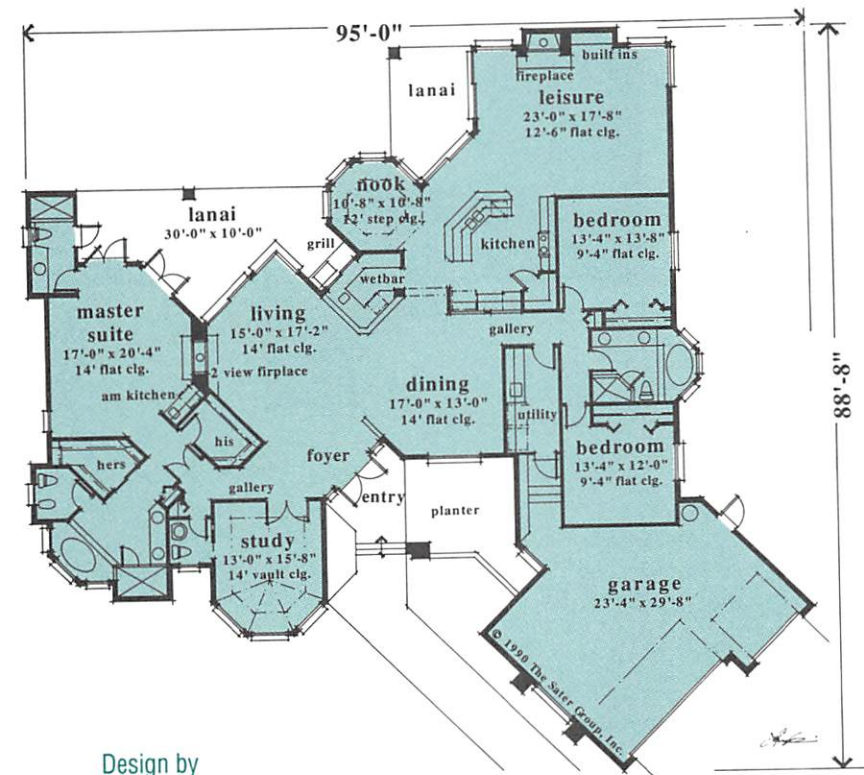 95'-0"
built ins
fireplace
lanai
leisure
23'-0" x 17'-8"
12'-6" flat clg.
nook
10'-8" x 10'-8"
12' step clg.
lanai
30'-0" x 10'-0"
grill
kitchen
bedroom
13'-4" x 13'-8"
9'-4" flat clg.
wetbar
master
suite
17'-0" x 20'-4"
14' flat clg.
living
15'-0" x 17'-2"
14' flat clg.
2 view firplace
gallery
am kitchen
dining
17'-0" x 13'-0"
14' flat clg.
88'-8"
his
utility
hers
foyer
bedroom
13'-4" x 12'-0"
9'-4" flat clg.
gallery
entry
planter
study
13'-0" x 15'-8"
14' vault clg.
garage
23'-4" x 29'-8"
© 1990 The Sater Group, Inc.
Design by